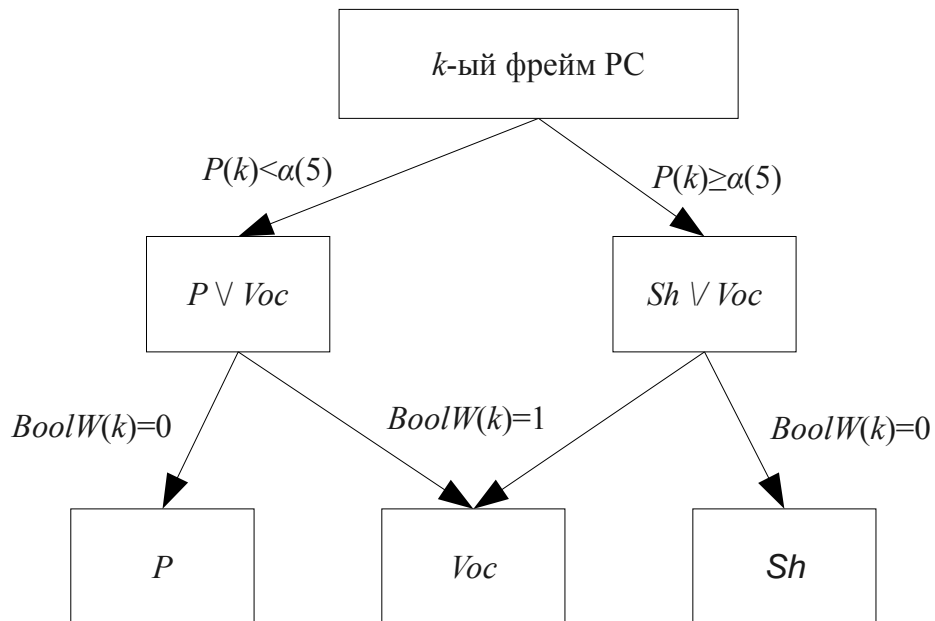 k-ый фрейм РС
P(k)<α(5)
P(k)≥α(5)
P \/ Voc
Sh \/ Voc
BoolW(k)=0
BoolW(k)=1
BoolW(k)=0
P
Voc
Sh